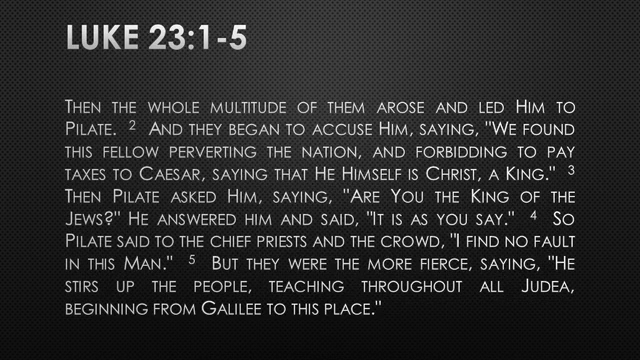 LUKE 23:1-5
THEN THE WHOLE MULTITUDE OF THEM AROSE AND LED HIM TO
PILATE. 2 AND THEY BEGAN TO ACCUSE HIM, SAYING, "WE FOUND
THIS FELLOW PERVERTING THE NATION, AND FORBIDDING TO PAY
TAXES TO CAESAR, SAYING THAT HE HIMSELF IS CHRIST, A KING." 3
THEN PILATE ASKED HIM, SAYING, "ARE YOU THE KING OF THE
JEWS?" HE ANSWERED HIM AND SAID, "IT IS AS YOU SAY." 4 SO
PILATE SAID TO THE CHIEF PRIESTS AND THE CROWD, "I FIND NO FAULT
IN THIS MAN." 5 BUT THEY WERE THE MORE FIERCE, SAYING, "HE
STIRS UP THE PEOPLE, TEACHING THROUGHOUT ALL JUDEA,
BEGINNING FROM GALILEE TO THIS PLACE."